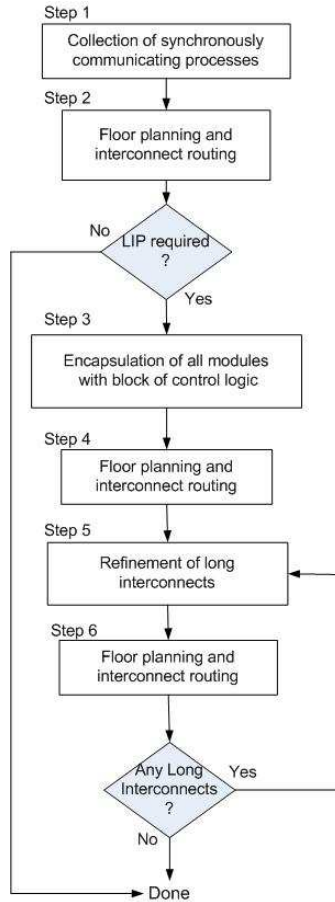 Step 1
Collection of synchronously
communicating processes
Step 2
Floor planning and
interconnect routing
No
LIP required
?
Yes
Step 3
Encapsulation of all modules
with block of control logic
Step 4
Floor planning and
interconnect routing
Step 5
Refinement of long
interconnects
Step 6
Floor planning and
interconnect routing
Any Long
Interconnects
?
Yes
No
Done